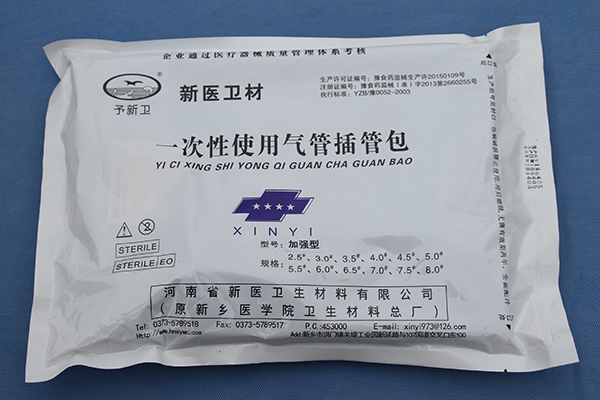 企业通过医疗器械质量管理体系考核
予新卫
新医卫材
生产许可证编号：豫食药监械生产许20150109号
注册证编号：豫食药监械（准）字2013第2660255号
执行标准：YZB/豫0052-2003
一次性使用气管插管包
YI CI XING SHI YONG QI GUAN CHA GUAN BAO
XINYI
型号：加强型
规格：2.5# 、3.0# 、3.5# 、4.0# 、4.5# 、5.0#
5.5# 、6.0# 、6.5# 、7.0# 、7.5# 、8.0#
STERILE
STERILE EO
河南省新医卫生材料有限公司
（原新乡医学院卫生材料总厂）
Tel: 0373-5789518 Fax: 0373-5789517 P.C:453000 E-mail: xinyi973@126.com